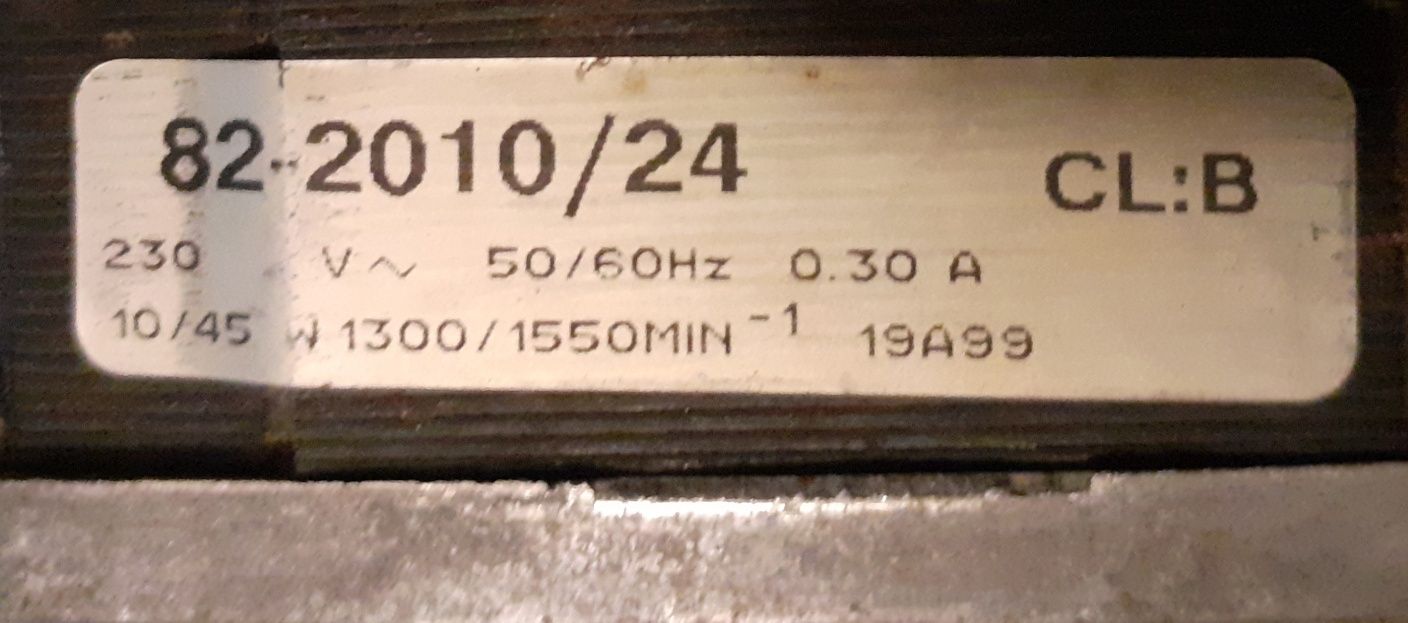 82-2010/24 CL:B
230 V~ 50/60Hz 0.30 A
10/45 W 1300/1550MIN⁻¹ 19A99